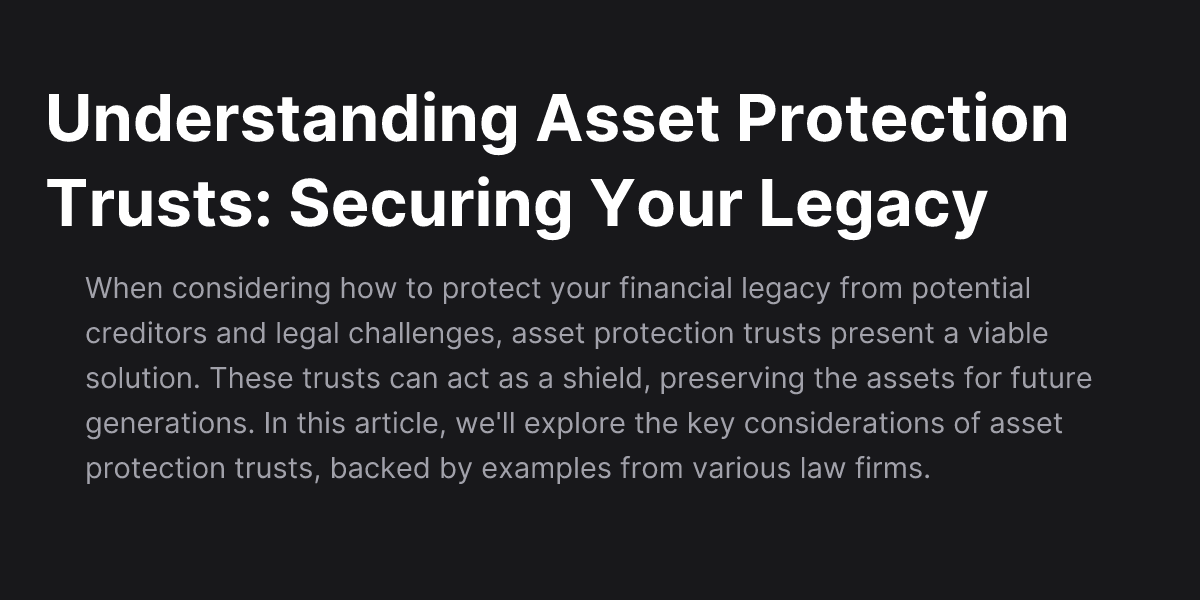 Understanding Asset Protection
Trusts: Securing Your Legacy
When considering how to protect your financial legacy from potential
creditors and legal challenges, asset protection trusts present a viable
solution. These trusts can act as a shield, preserving the assets for future
generations. In this article, we'll explore the key considerations of asset
protection trusts, backed by examples from various law firms.